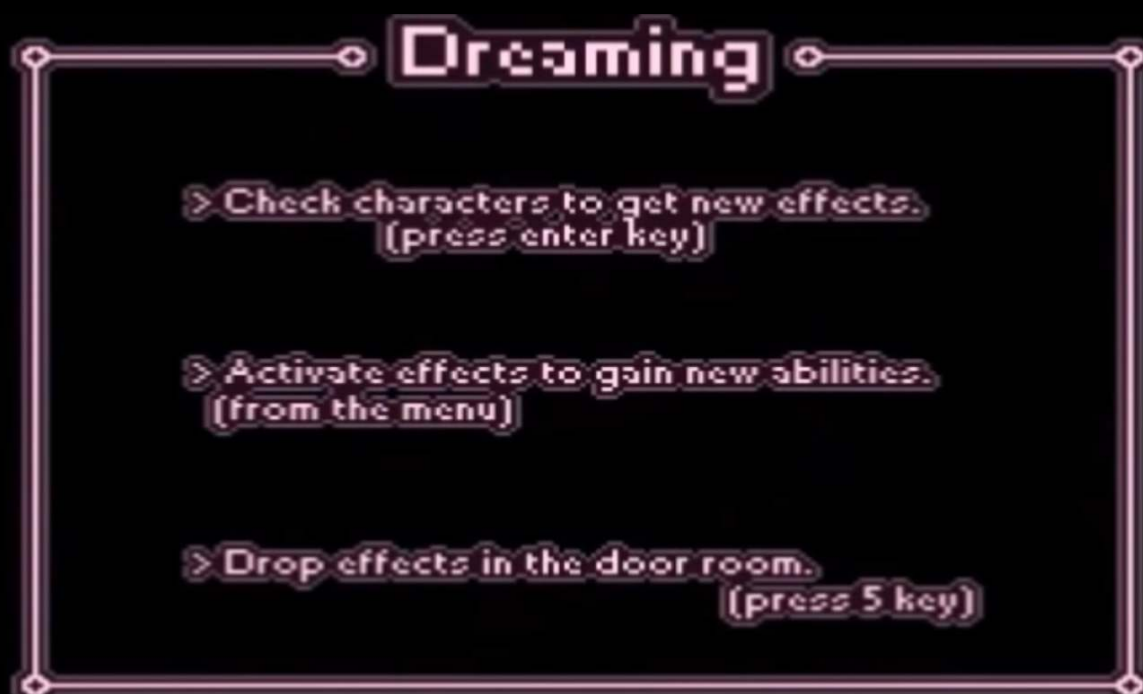 Dreaming
> Check characters to get new effects.
(press enter key)
> Activate effects to gain new abilities.
(from the menu)
> Drop effects in the door room.
(press 5 key)